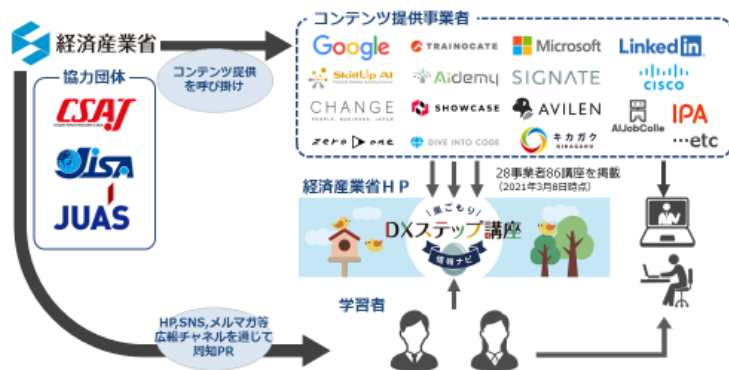 経済産業省
協力団体
CSAJ
JISA
JUAS
コンテンツ提供
を呼び掛け
コンテンツ提供事業者
Google
TRAINOCATE
Microsoft
LinkedIn
SkillUp AI
Aidemy
SIGNATE
CISCO
CHANGE
PEOPLE, BUSINESS, JAPAN
SHOWCASE
AVILEN
AIJobColle
IPA
zero one
DIVE INTO CODE
キカガク
KIKAGAKU
…etc
28事業者86講座を掲載
(2021年3月8日時点)
経済産業省HP
巣ごもり
DXステップ講座
情報ナビ
学習者
HP,SNS,メルマガ等
広報チャネルを通じて
周知PR